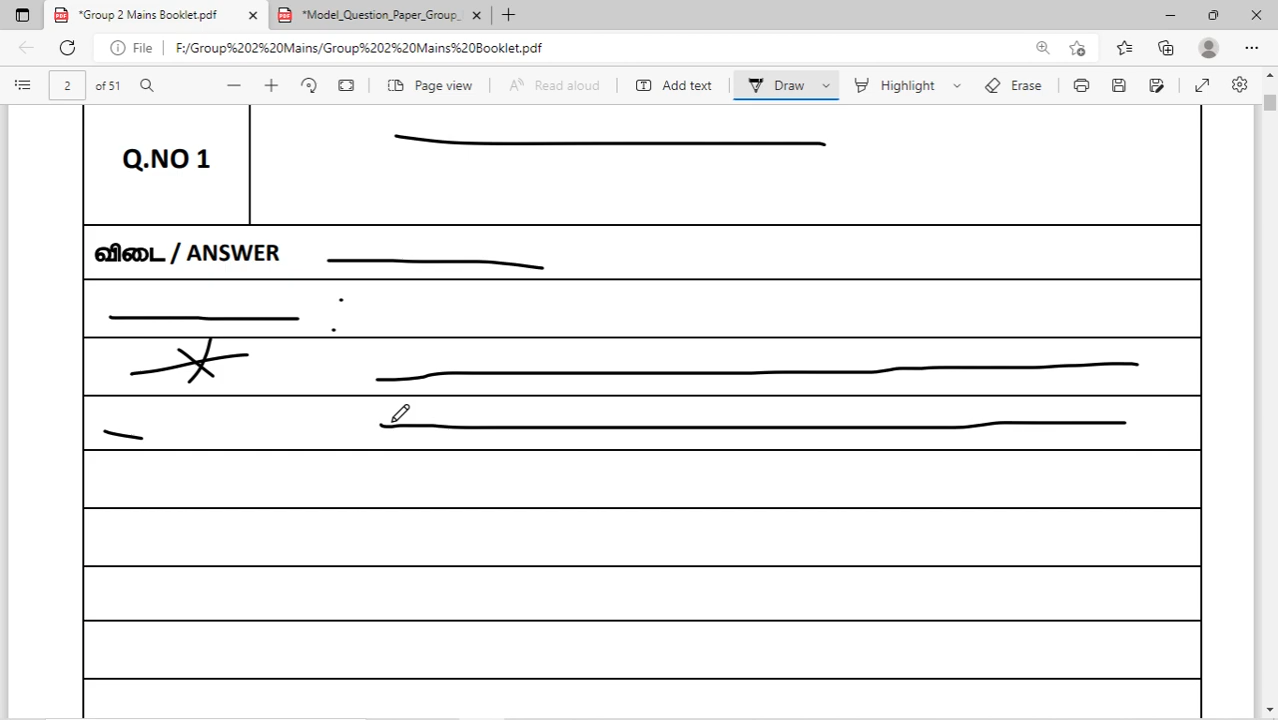 *Group 2 Mains Booklet.pdf
*Model_Question_Paper_Group_
File
F:/Group%202%20Mains/Group%202%20Mains%20Booklet.pdf
2 of 51
Page view
Read aloud
Add text
Draw
Highlight
Erase
Q.NO 1
விடை / ANSWER